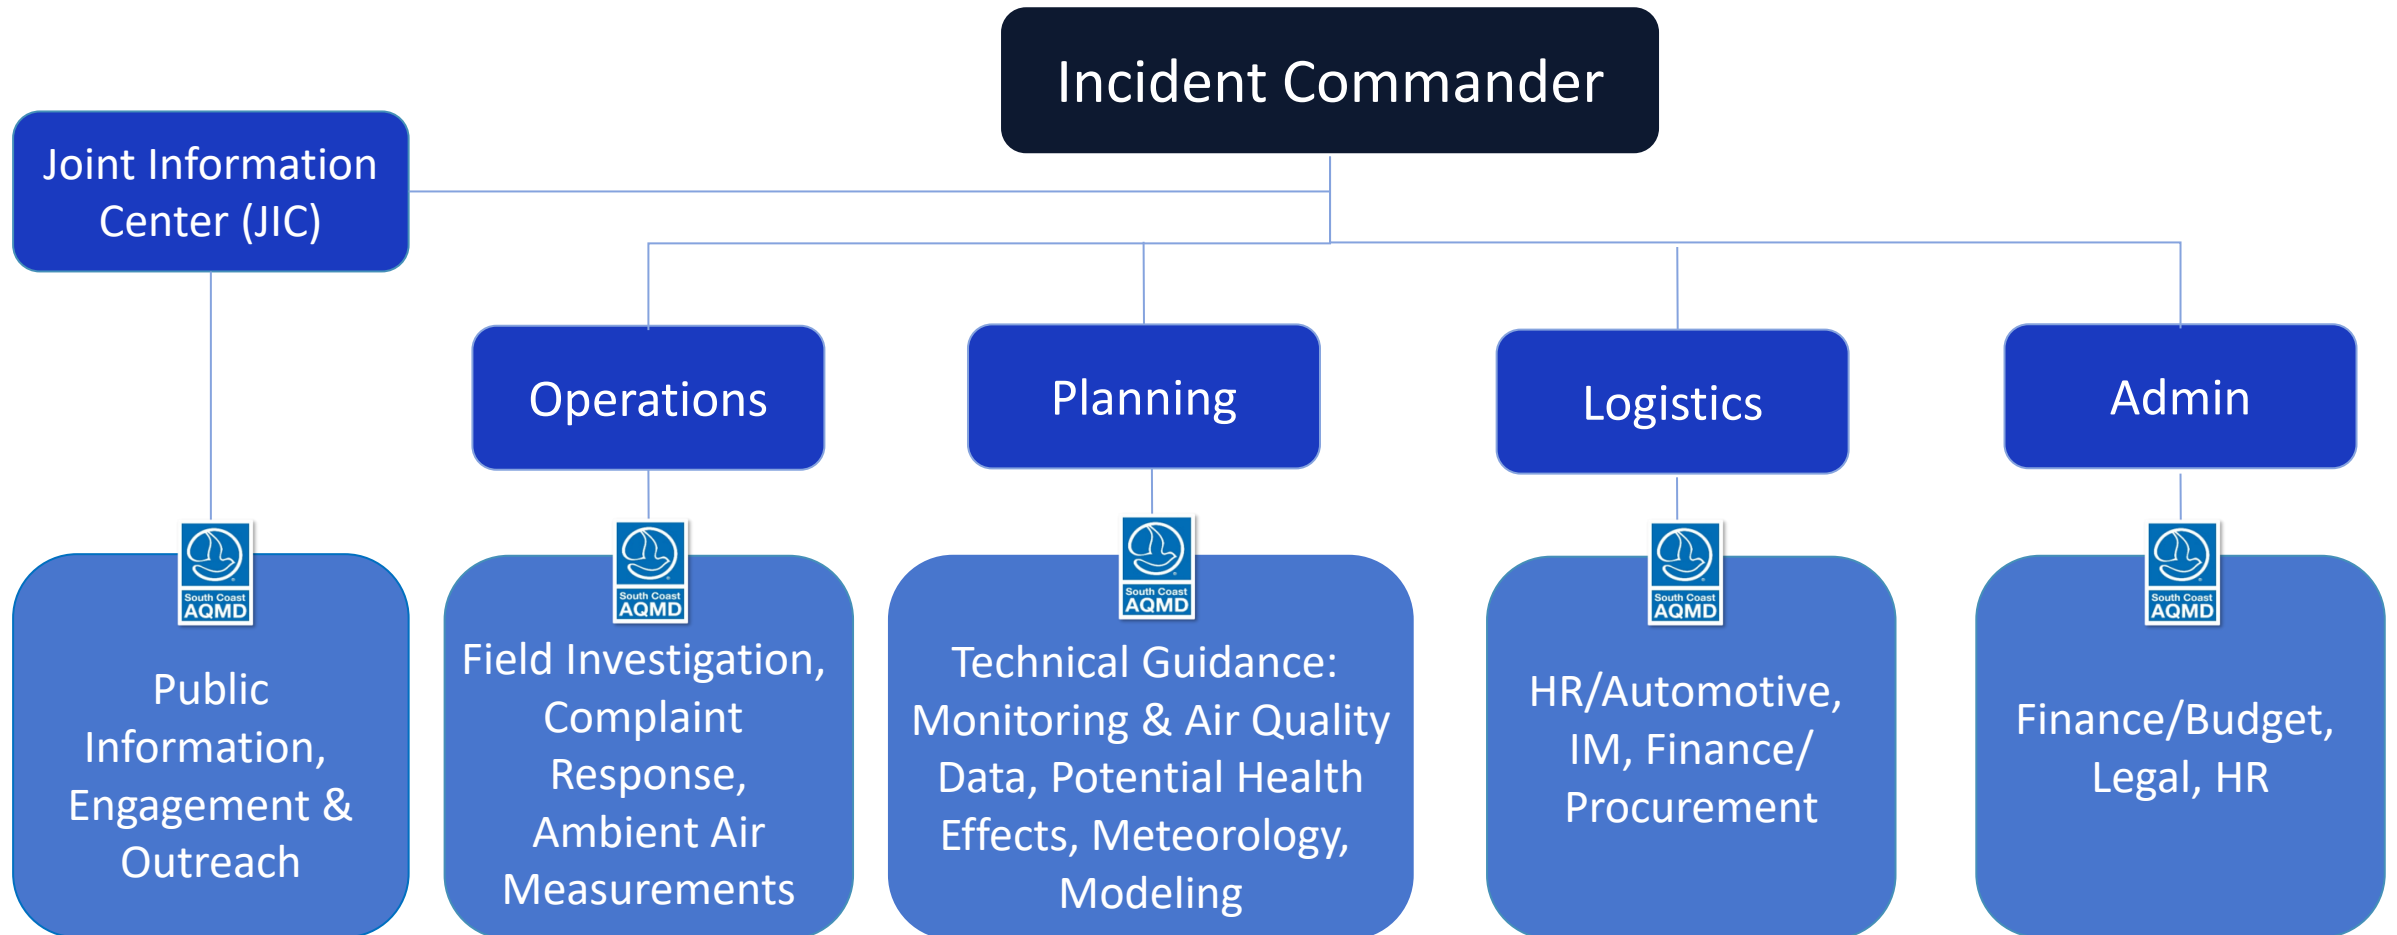 Incident Commander
Joint Information
Center (JIC)
Operations
Planning
Logistics
Admin
South Coast
AQMD
Public
Information,
Engagement &
Outreach
South Coast
AQMD
Field Investigation,
Complaint
Response,
Ambient Air
Measurements
South Coast
AQMD
Technical Guidance:
Monitoring & Air Quality
Data, Potential Health
Effects, Meteorology,
Modeling
South Coast
AQMD
HR/Automotive,
IM, Finance/
Procurement
South Coast
AQMD
Finance/Budget,
Legal, HR